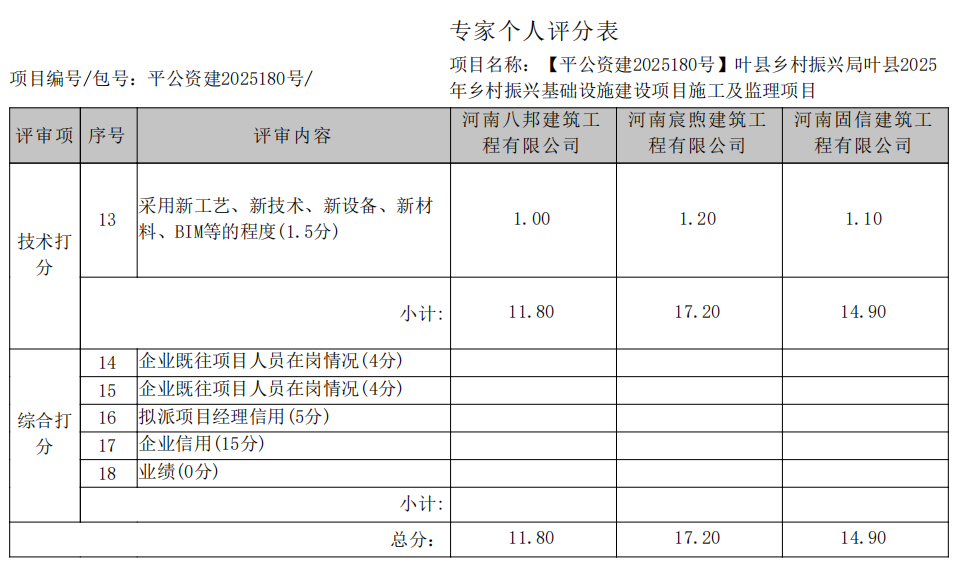 专家个人评分表
项目编号/包号：平公资建2025180号/
项目名称：【平公资建2025180号】叶县乡村振兴局叶县2025
年乡村振兴基础设施建设项目施工及监理项目
评审项 序号 评审内容 河南八邦建筑工 河南宸煦建筑工 河南固信建筑工
程有限公司 程有限公司 程有限公司
技术打
分
13 采用新工艺、新技术、新设备、新材 1.00 1.20 1.10
料、BIM等的程度(1.5分)
小计: 11.80 17.20 14.90
综合打
分
14 企业既往项目人员在岗情况(4分)
15 企业既往项目人员在岗情况(4分)
16 拟派项目经理信用(5分)
17 企业信用(15分)
18 业绩(0分)
小计:
总分： 11.80 17.20 14.90